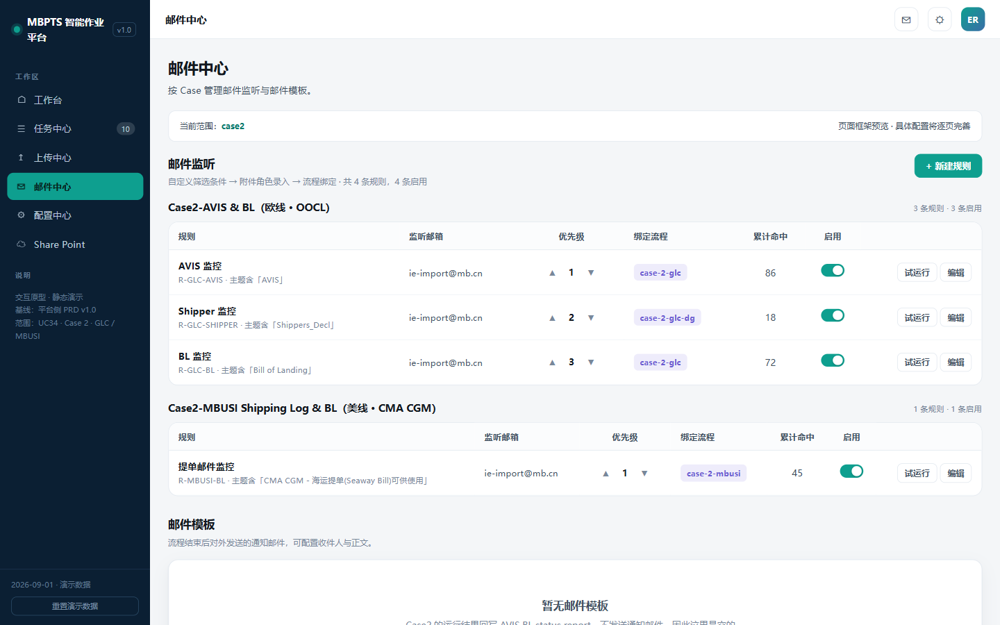 MBPTS 智能作业平台
v1.0
工作区
工作台
任务中心 10
上传中心
邮件中心
配置中心
Share Point
说明
交互原型 · 静态演示
基线：平台侧 PRD v1.0
范围：UC34 · Case 2 · GLC /
MBUSI
2026-09-01 · 演示数据
重置演示数据
邮件中心
ER
邮件中心
按 Case 管理邮件监听与邮件模板。
当前范围：case2
页面框架预览 · 具体配置将逐页完善
邮件监听
自定义筛选条件 → 附件角色录入 → 流程绑定 · 共 4 条规则，4 条启用
+ 新建规则
Case2-AVIS & BL（欧线 • OOCL）
3 条规则 · 3 条启用
规则 监听邮箱 优先级 绑定流程 累计命中 启用
AVIS 监控
R-GLC-AVIS · 主题含「AVIS」
ie-import@mb.cn ▲ 1 ▼ case-2-glc 86 试运行 编辑
Shipper 监控
R-GLC-SHIPPER · 主题含「Shippers_Decl」
ie-import@mb.cn ▲ 2 ▼ case-2-glc-dg 18 试运行 编辑
BL 监控
R-GLC-BL · 主题含「Bill of Landing」
ie-import@mb.cn ▲ 3 ▼ case-2-glc 72 试运行 编辑
Case2-MBUSI Shipping Log & BL（美线 • CMA CGM）
1 条规则 · 1 条启用
规则 监听邮箱 优先级 绑定流程 累计命中 启用
提单邮件监控
R-MBUSI-BL · 主题含「CMA CGM - 海运提单(Seaway Bill)可供使用」
ie-import@mb.cn ▲ 1 ▼ case-2-mbusi 45 试运行 编辑
邮件模板
流程结束后对外发送的通知邮件，可配置收件人与正文。
暂无邮件模板
Case2 的运行结果回写 AVIS BL status report，不发送通知邮件，因此这里是空的